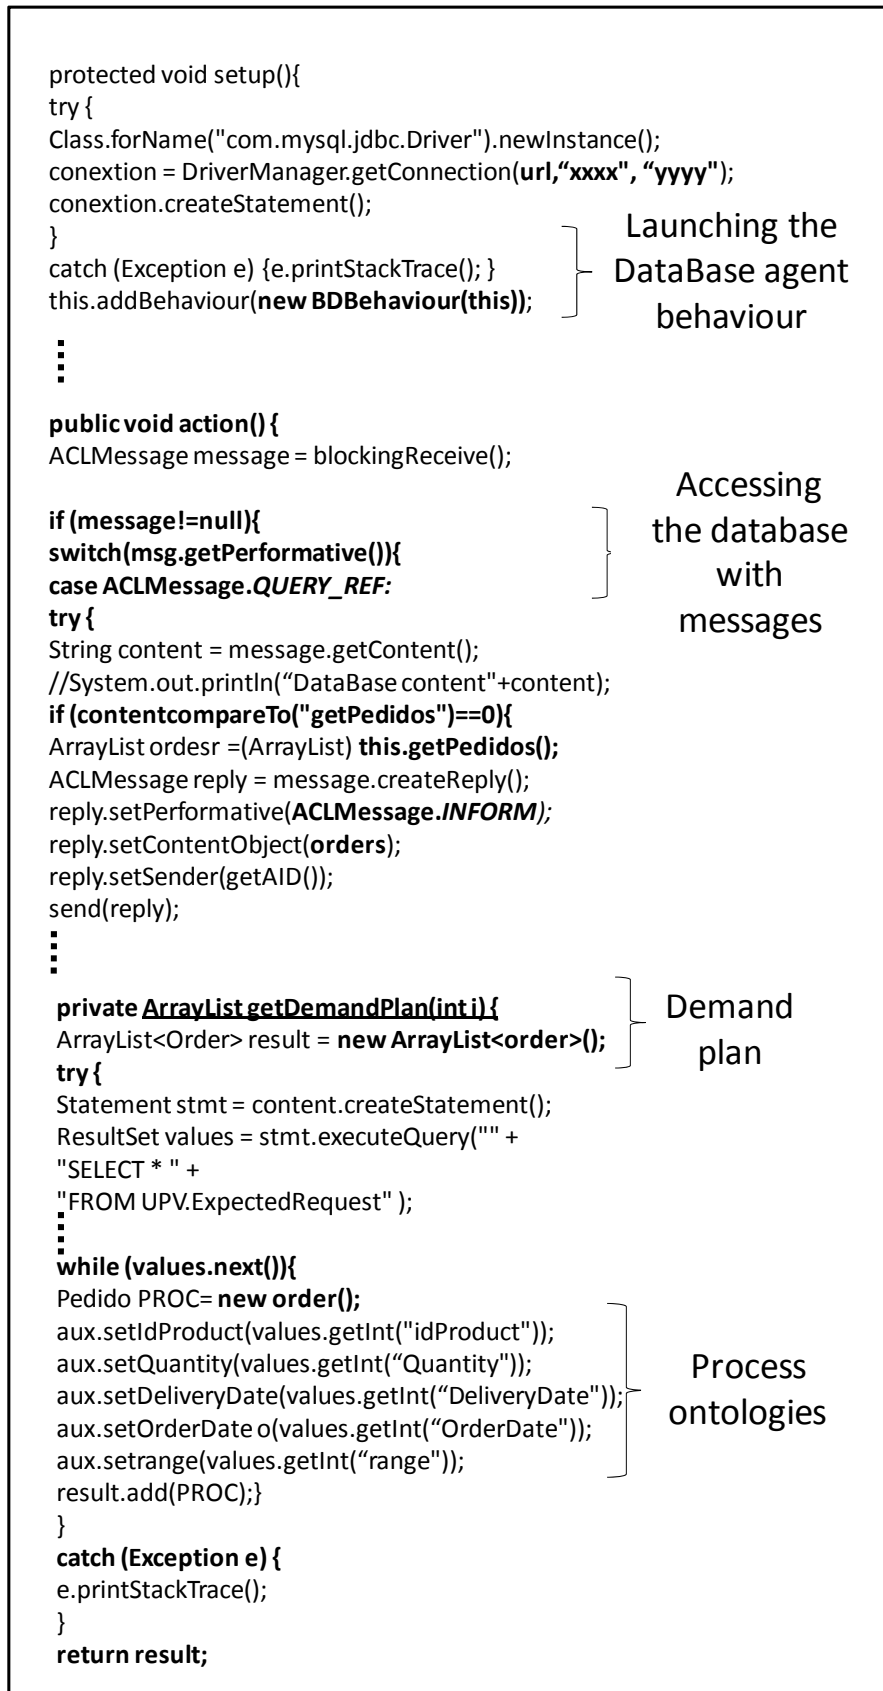 protected void setup(){
try {
Class.forName("com.mysql.jdbc.Driver").newInstance();
conextion = DriverManager.getConnection(url,“xxxx", “yyyy");
conextion.createStatement();
}
catch (Exception e) {e.printStackTrace(); }
this.addBehaviour(new BDBehaviour(this));
Launching the
DataBase agent
behaviour
public void action() {
ACLMessage message = blockingReceive();
if (message!=null){
switch(msg.getPerformative()){
case ACLMessage.QUERY_REF:
Accessing
the database
with
messages
try {
String content = message.getContent();
//System.out.println(“DataBase content"+content);
if (contentcompareTo("getPedidos")==0){
ArrayList ordesr =(ArrayList) this.getPedidos();
ACLMessage reply = message.createReply();
reply.setPerformative(ACLMessage.INFORM);
reply.setContentObject(orders);
reply.setSender(getAID());
send(reply);
private ArrayList getDemandPlan(int i) {
ArrayList<Order> result = new ArrayList<order>();
Demand
plan
try {
Statement stmt = content.createStatement();
ResultSet values = stmt.executeQuery("" +
"SELECT * " +
"FROM UPV.ExpectedRequest" );
while (values.next()){
Pedido PROC= new order();
aux.setIdProduct(values.getInt("idProduct"));
aux.setQuantity(values.getInt(“Quantity"));
aux.setDeliveryDate(values.getInt(“DeliveryDate"));
aux.setOrderDate o(values.getInt(“OrderDate"));
aux.setrange(values.getInt(“range"));
Process
ontologies
result.add(PROC);}
}
catch (Exception e) {
e.printStackTrace();
}
return result;